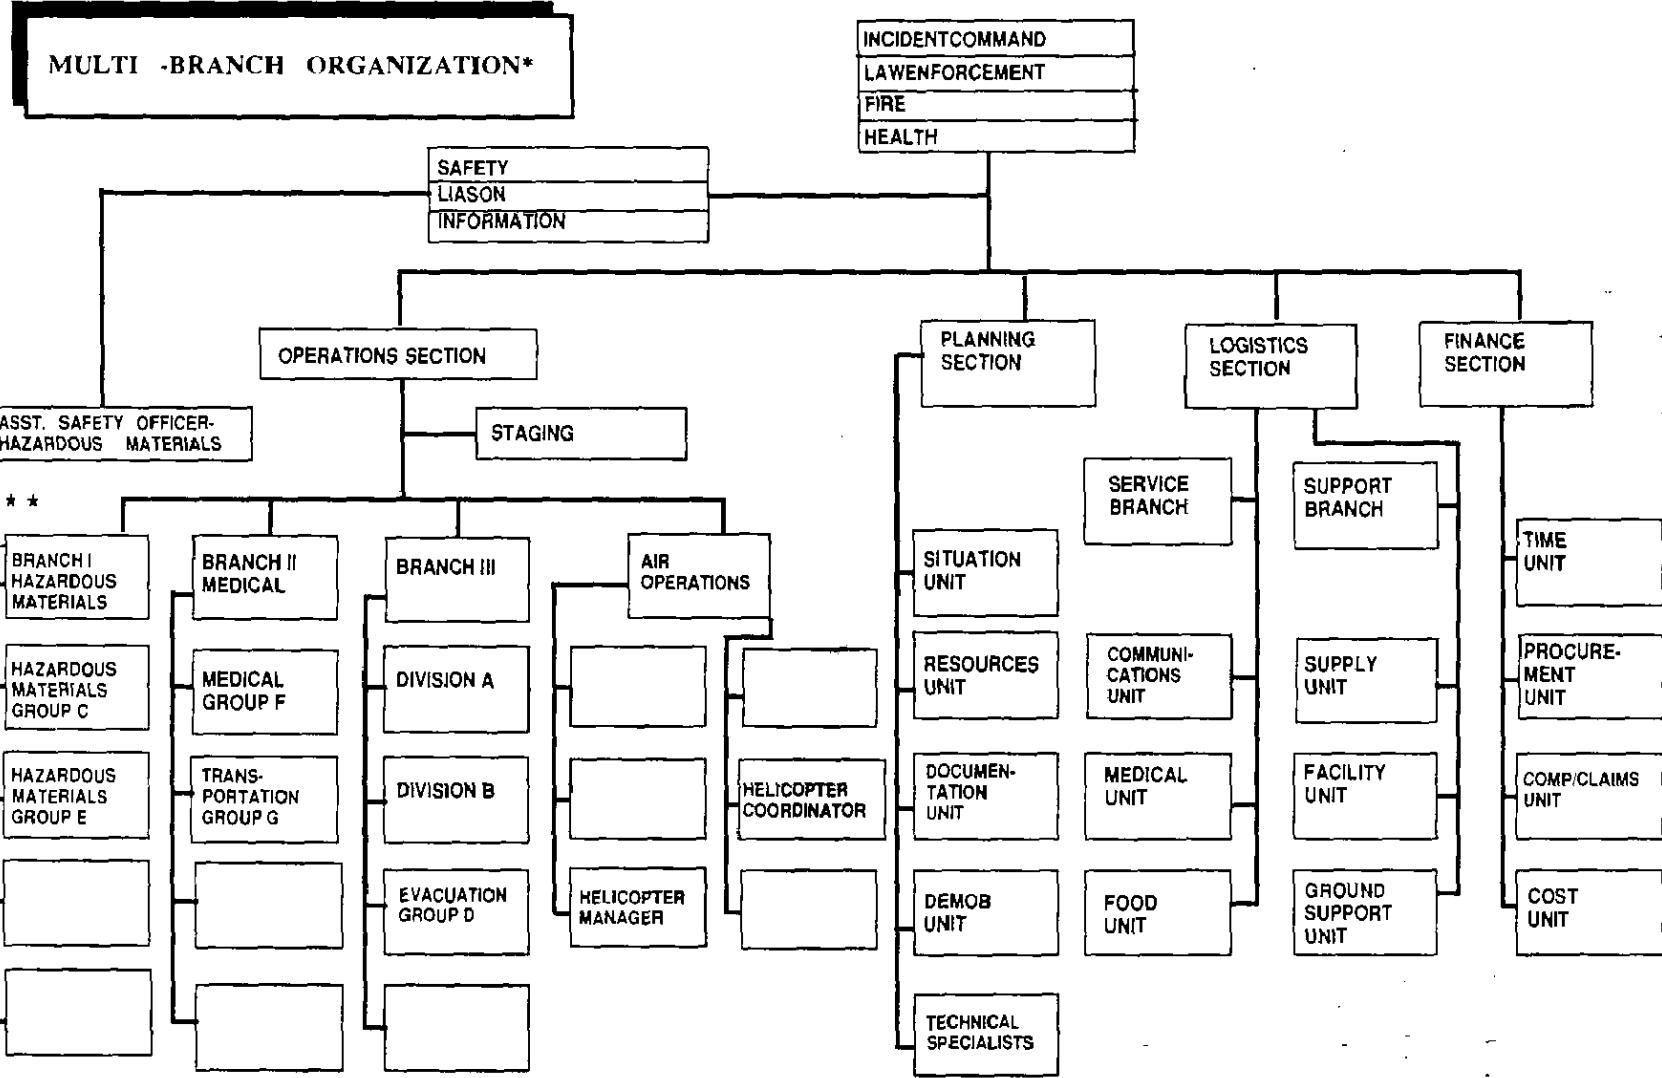 MULTI -BRANCH ORGANIZATION*
INCIDENTCOMMAND
LAWENFORCEMENT
FIRE
HEALTH
SAFETY
LIASON
INFORMATION
OPERATIONS SECTION
PLANNING
SECTION
LOGISTICS
SECTION
FINANCE
SECTION
ASST. SAFETY OFFICER-
HAZARDOUS MATERIALS
STAGING
* *
BRANCH I
HAZARDOUS
MATERIALS
HAZARDOUS
MATERIALS
GROUP C
HAZARDOUS
MATERIALS
GROUP E
BRANCH II
MEDICAL
MEDICAL
GROUP F
TRANS-
PORTATION
GROUP G
BRANCH III
DIVISION A
DIVISION B
EVACUATION
GROUP D
AIR
OPERATIONS
HELICOPTER
MANAGER
HELICOPTER
COORDINATOR
SITUATION
UNIT
RESOURCES
UNIT
DOCUMEN-
TATION
UNIT
DEMOB
UNIT
TECHNICAL
SPECIALISTS
SERVICE
BRANCH
COMMUNI-
CATIONS
UNIT
MEDICAL
UNIT
FOOD
UNIT
SUPPORT
BRANCH
SUPPLY
UNIT
FACILITY
UNIT
GROUND
SUPPORT
UNIT
TIME
UNIT
PROCURE-
MENT
UNIT
COMP/CLAIMS
UNIT
COST
UNIT